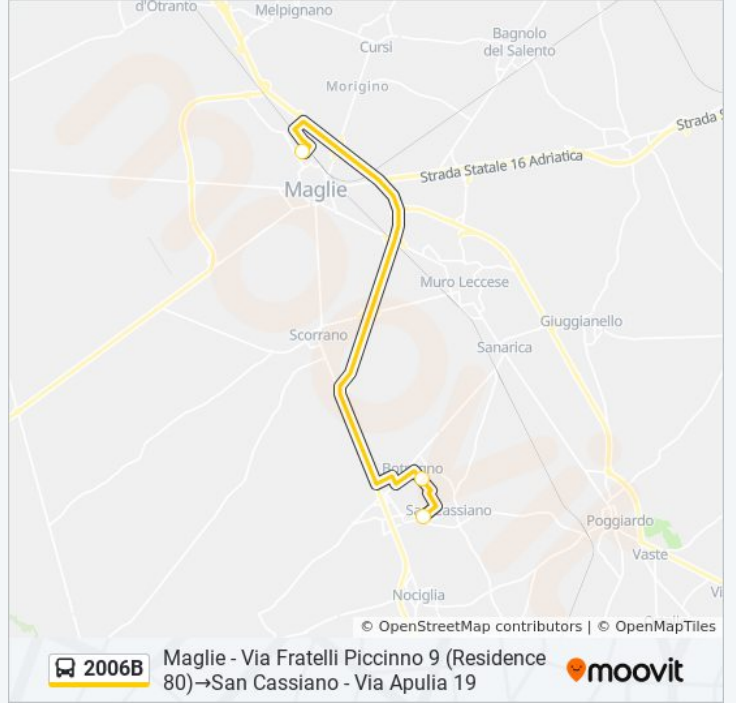 d'Otranto
Melpignano
Cursi
Bagnolo
del Salento
Morigino
Strada
Strada Statale 16 Adriatica
Maglie
Muro Leccese
Giuggianello
Scorrano
Sanarica
Poggiardo
Vaste
Nociglia
© OpenStreetMap contributors | © OpenMapTiles
2006B
Maglie - Via Fratelli Piccinno 9 (Residence
80)→San Cassiano - Via Apulia 19
moovit